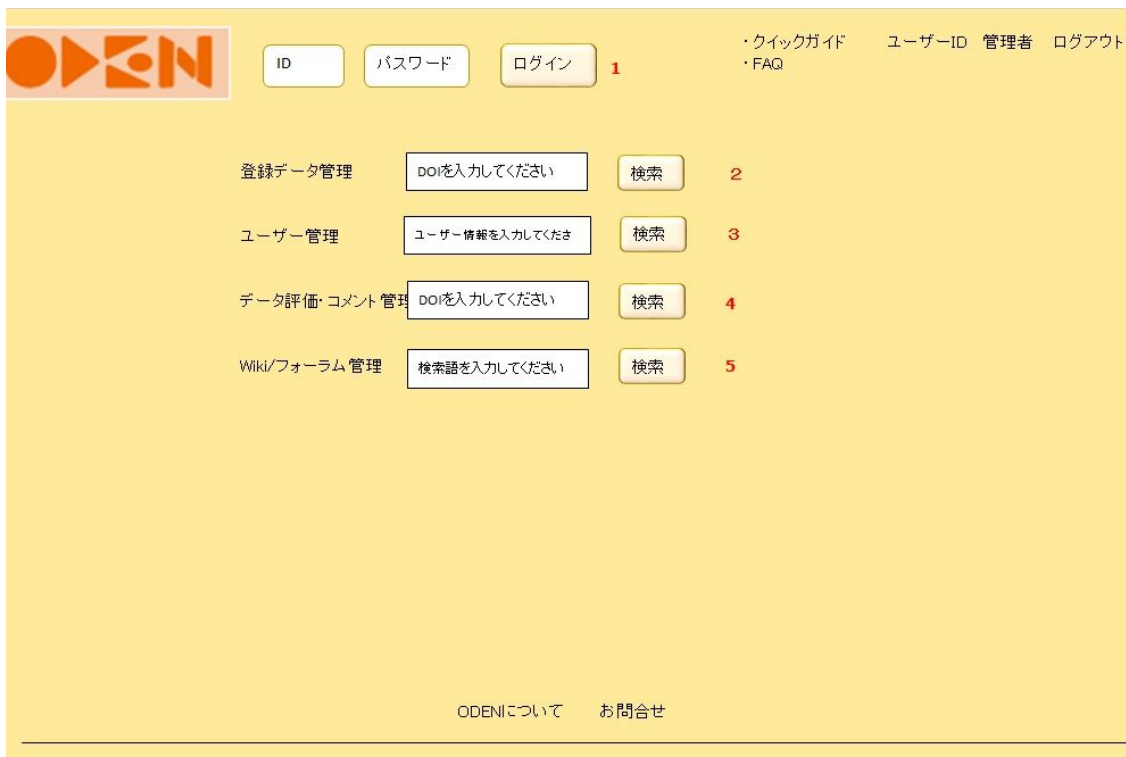 ODEN
ID パスワード ログイン 1
・クイックガイド ユーザーID 管理者 ログアウト
・FAQ
登録データ管理 DOIを入力してください 検索 2
ユーザー管理 ユーザー情報を入力してくださ 検索 3
データ評価・コメント管理 DOIを入力してください 検索 4
Wiki/フォーラム管理 検索語を入力してください 検索 5
ODENについて お問合せ